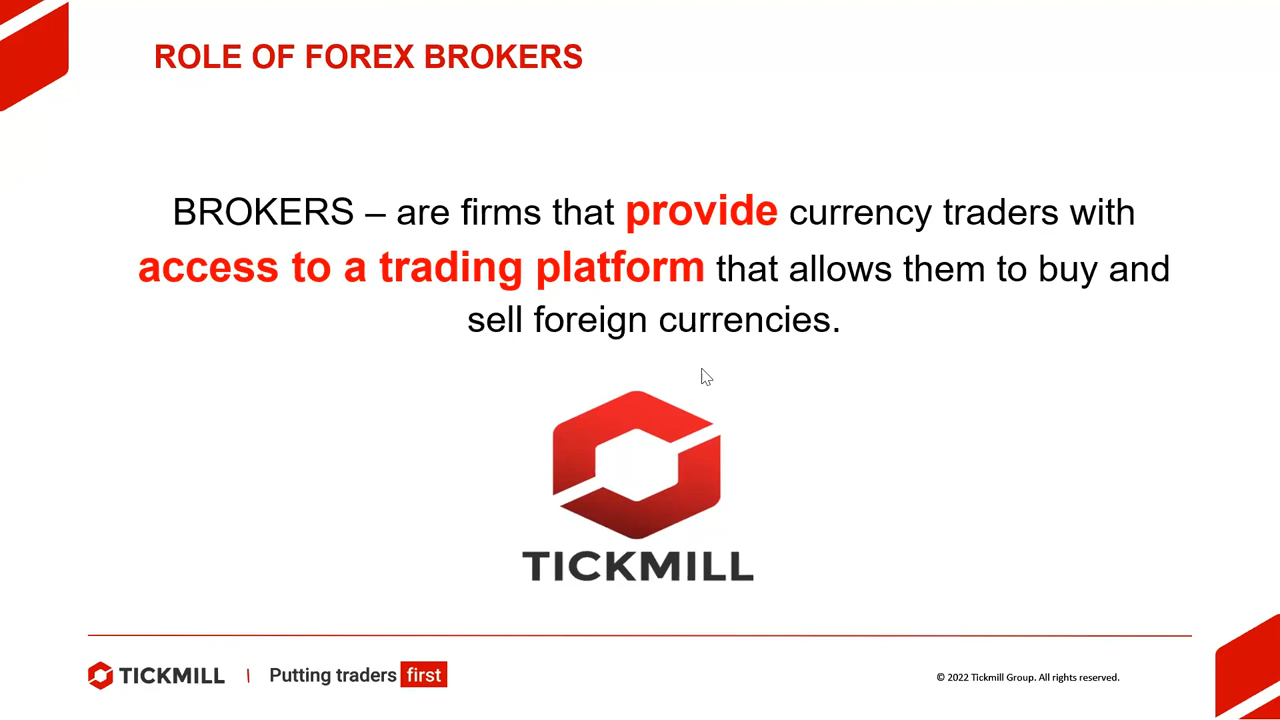 ROLE OF FOREX BROKERS
BROKERS – are firms that provide currency traders with
access to a trading platform that allows them to buy and
sell foreign currencies.
TICKMILL
TICKMILL | Putting traders first
© 2022 Tickmill Group. All rights reserved.